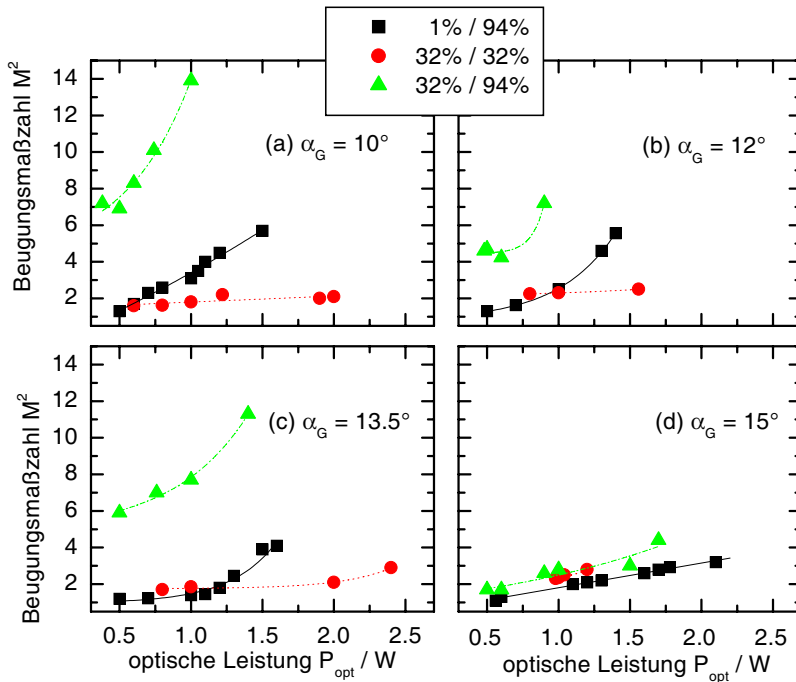 1% / 94%
32% / 32%
32% / 94%
14
12
10
8
6
4
2
Beugungsmaßzahl M²
(a) α_G = 10°
(b) α_G = 12°
14
12
10
8
6
4
2
Beugungsmaßzahl M²
(c) α_G = 13.5°
(d) α_G = 15°
0.5 1.0 1.5 2.0 2.5
0.5 1.0 1.5 2.0
optische Leistung P_opt / W
optische Leistung P_opt / W